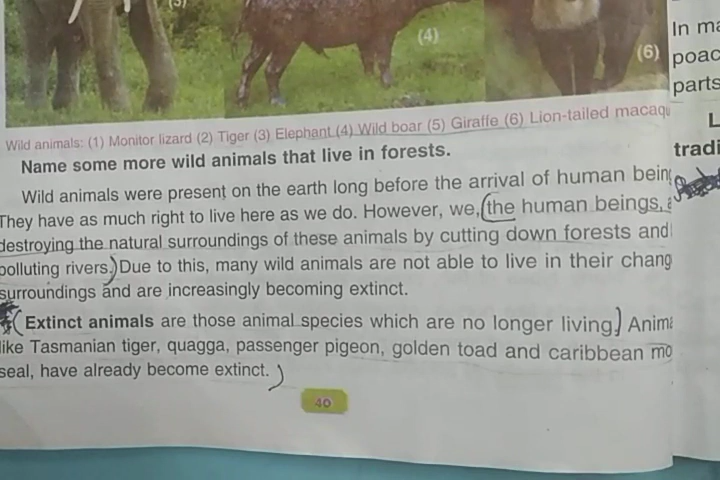 (3)
(4)
(6)
Wild animals: (1) Monitor lizard (2) Tiger (3) Elephant (4) Wild boar (5) Giraffe (6) Lion-tailed macaqu
Name some more wild animals that live in forests.
Wild animals were present on the earth long before the arrival of human bein
They have as much right to live here as we do. However, we, the human beings, a
destroying the natural surroundings of these animals by cutting down forests and
polluting rivers. Due to this, many wild animals are not able to live in their chang
surroundings and are increasingly becoming extinct.
Extinct animals are those animal species which are no longer living. Anima
like Tasmanian tiger, quagga, passenger pigeon, golden toad and caribbean mo
seal, have already become extinct.
40
In ma
poac
parts
L
tradi